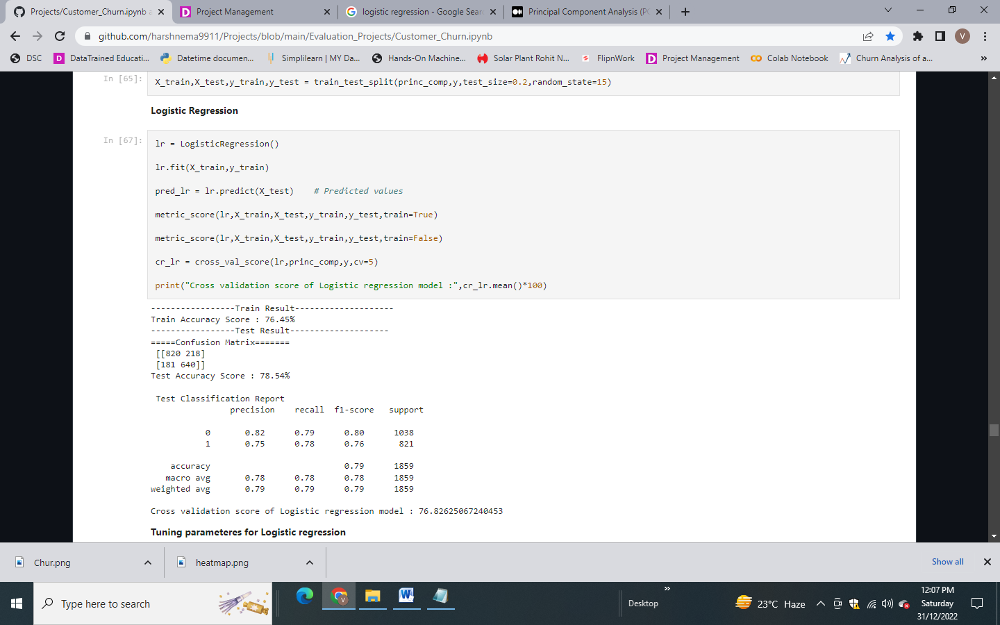 Projects/Customer_Churn.ipynb a
Project Management
logistic regression - Google Sear
Principal Component Analysis (PC
github.com/harshnema9911/Projects/blob/main/Evaluation_Projects/Customer_Churn.ipynb
V
DSC
DataTrained Educati...
Datetime documen...
Simplilearn | MY Da...
Hands-On Machine...
Solar Plant Rohit N...
FlipnWork
Project Management
Colab Notebook
Churn Analysis of a...
»
In [65]: X_train,X_test,y_train,y_test = train_test_split(princ_comp,y,test_size=0.2,random_state=15)
Logistic Regression
In [67]: lr = LogisticRegression()
lr.fit(X_train,y_train)
pred_lr = lr.predict(X_test)    # Predicted values
metric_score(lr,X_train,X_test,y_train,y_test,train=True)
metric_score(lr,X_train,X_test,y_train,y_test,train=False)
cr_lr = cross_val_score(lr,princ_comp,y,cv=5)
print("Cross validation score of Logistic regression model :",cr_lr.mean()*100)
-----------------Train Result--------------------
Train Accuracy Score : 76.45%
-----------------Test Result--------------------
=====Confusion Matrix=======
[[820 218]
[181 640]]
Test Accuracy Score : 78.54%
Test Classification Report
precision    recall  f1-score   support
0       0.82      0.79      0.80      1038
1       0.75      0.78      0.76       821
accuracy                           0.79      1859
macro avg       0.78      0.78      0.78      1859
weighted avg       0.79      0.79      0.79      1859
Cross validation score of Logistic regression model : 76.82625067240453
Tuning parameteres for Logistic regression
Chur.png
heatmap.png
Show all
Type here to search
V
W
Desktop
»
23°C Haze
12:07 PM
Saturday
31/12/2022